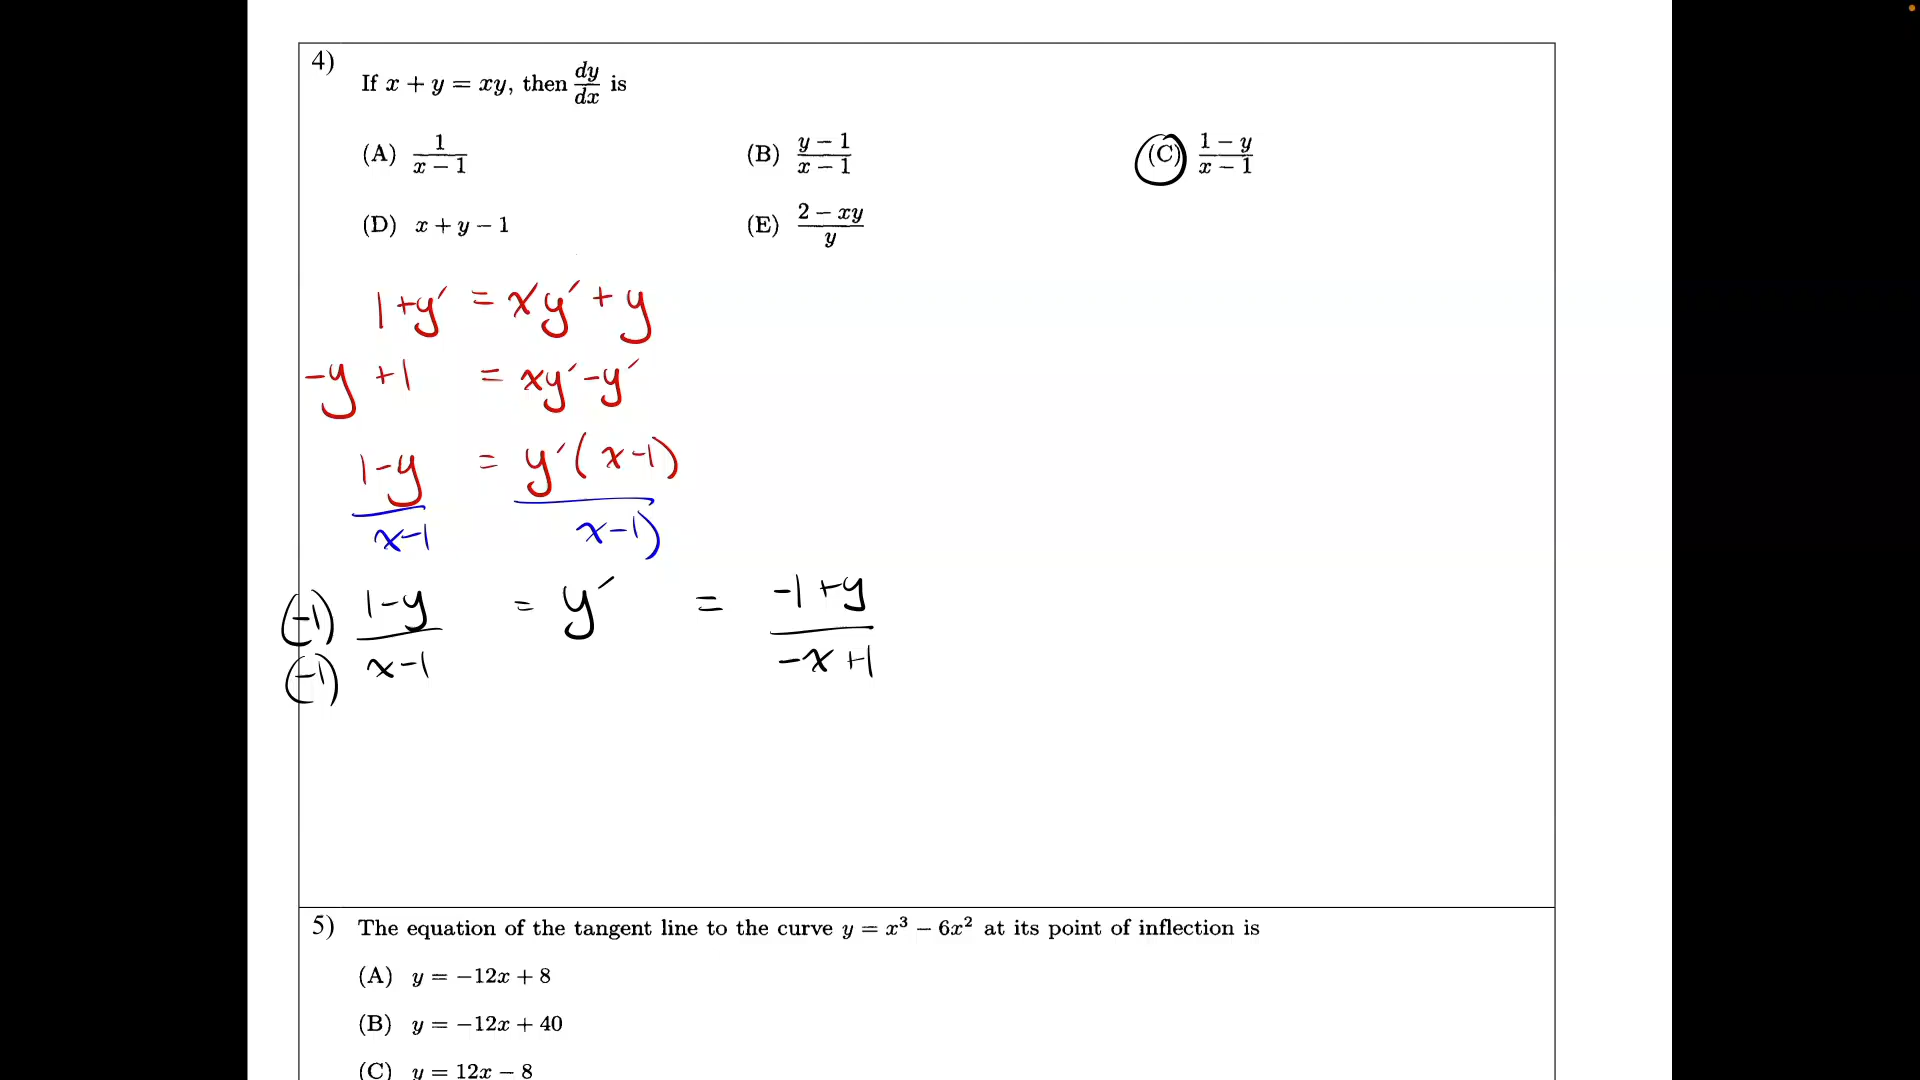 4)
If x + y = xy, then dy/dx is
(A) 1/(x − 1) (B) (y − 1)/(x − 1) (C) (1 − y)/(x − 1)
(D) x + y − 1 (E) (2 − xy)/y
1+y′ = xy′ + y
-y +1 = xy′ -y′
1-y = y′(x-1)
x-1 x-1)
(-1) 1-y = y′ = -1+y
(-1) x-1 -x+1
5) The equation of the tangent line to the curve y = x³ − 6x² at its point of inflection is
(A) y = −12x + 8
(B) y = −12x + 40
(C) y = 12x − 8